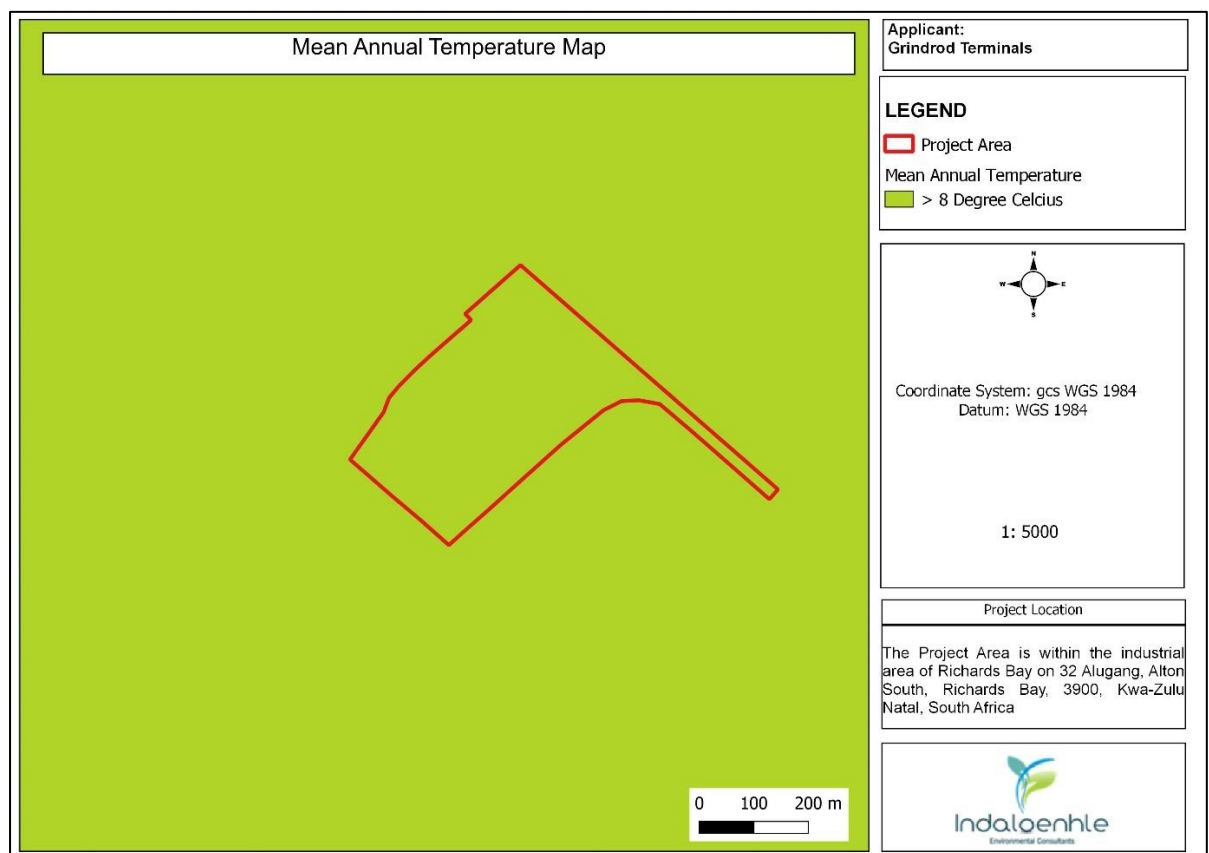 Mean Annual Temperature Map
Applicant:
Grindrod Terminals
LEGEND
Project Area
Mean Annual Temperature
> 8 Degree Celcius
N
W
E
S
Coordinate System: gcs WGS 1984
Datum: WGS 1984
1: 5000
Project Location
The Project Area is within the industrial
area of Richards Bay on 32 Alugang, Alton
South, Richards Bay, 3900, Kwa-Zulu
Natal, South Africa
0 100 200 m
Indaloenhle
Environmental Consultants